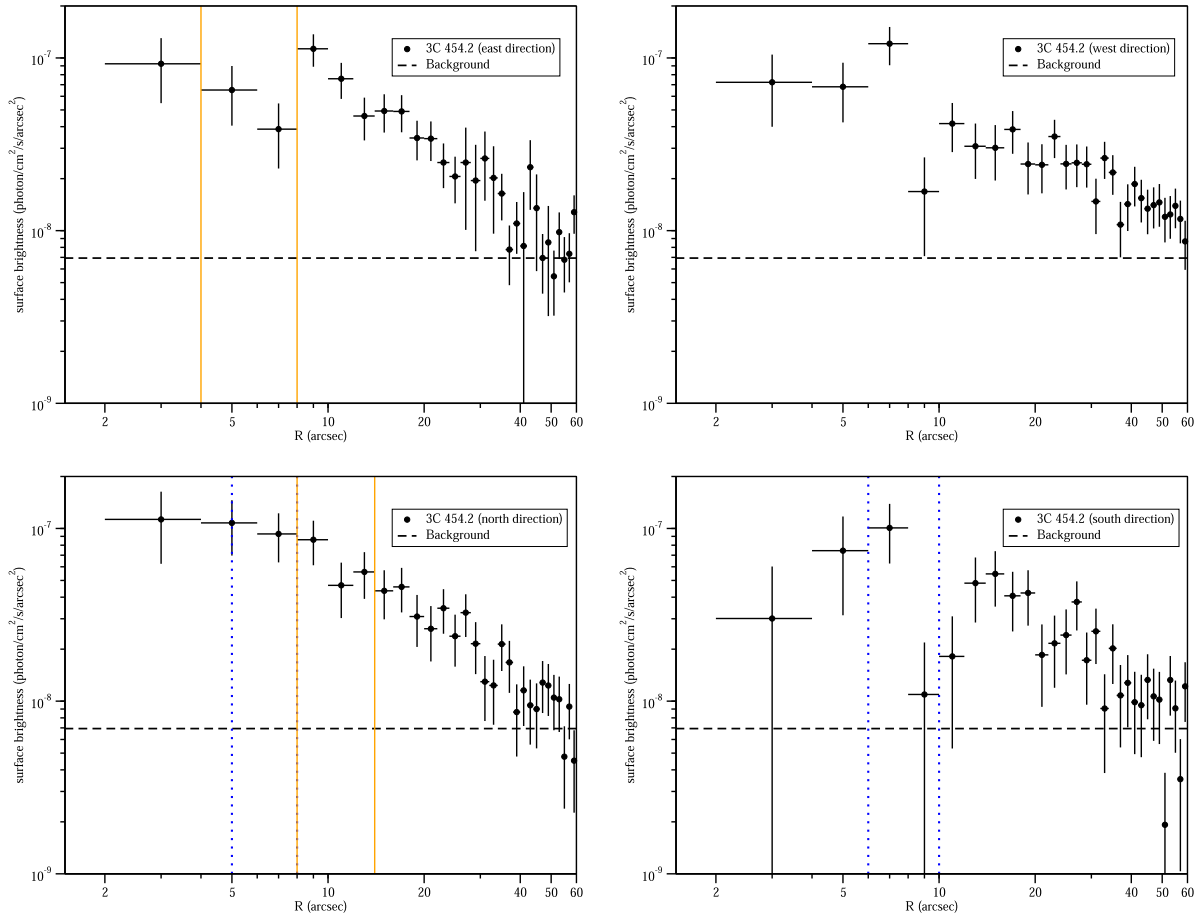 10⁻⁷
10⁻⁸
10⁻⁹
surface brightness (photon/cm²/s/arcsec²)
3C 454.2 (east direction)
Background
2 5 10 20 40 50 60
R (arcsec)
10⁻⁷
10⁻⁸
10⁻⁹
surface brightness (photon/cm²/s/arcsec²)
3C 454.2 (west direction)
Background
2 5 10 20 40 50 60
R (arcsec)
10⁻⁷
10⁻⁸
10⁻⁹
surface brightness (photon/cm²/s/arcsec²)
3C 454.2 (north direction)
Background
2 5 10 20 40 50 60
R (arcsec)
10⁻⁷
10⁻⁸
10⁻⁹
surface brightness (photon/cm²/s/arcsec²)
3C 454.2 (south direction)
Background
2 5 10 20 40 50 60
R (arcsec)